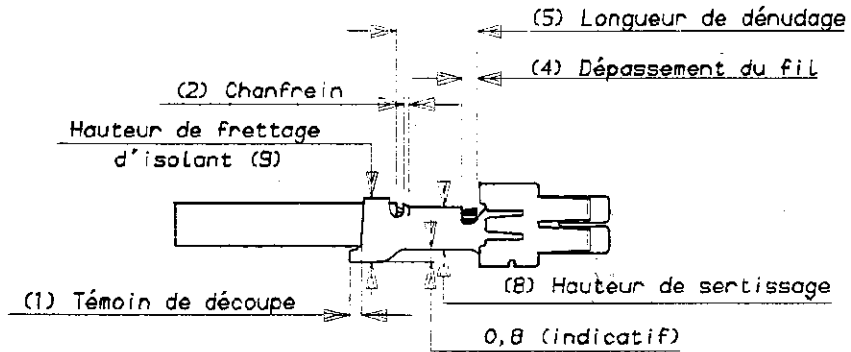 (5) Longueur de dénudage
(4) Dépassement du fil
(2) Chanfrein
Hauteur de frettage
d'isolant (9)
(8) Hauteur de sertissage
(1) Témoin de découpe
0,8 (indicatif)